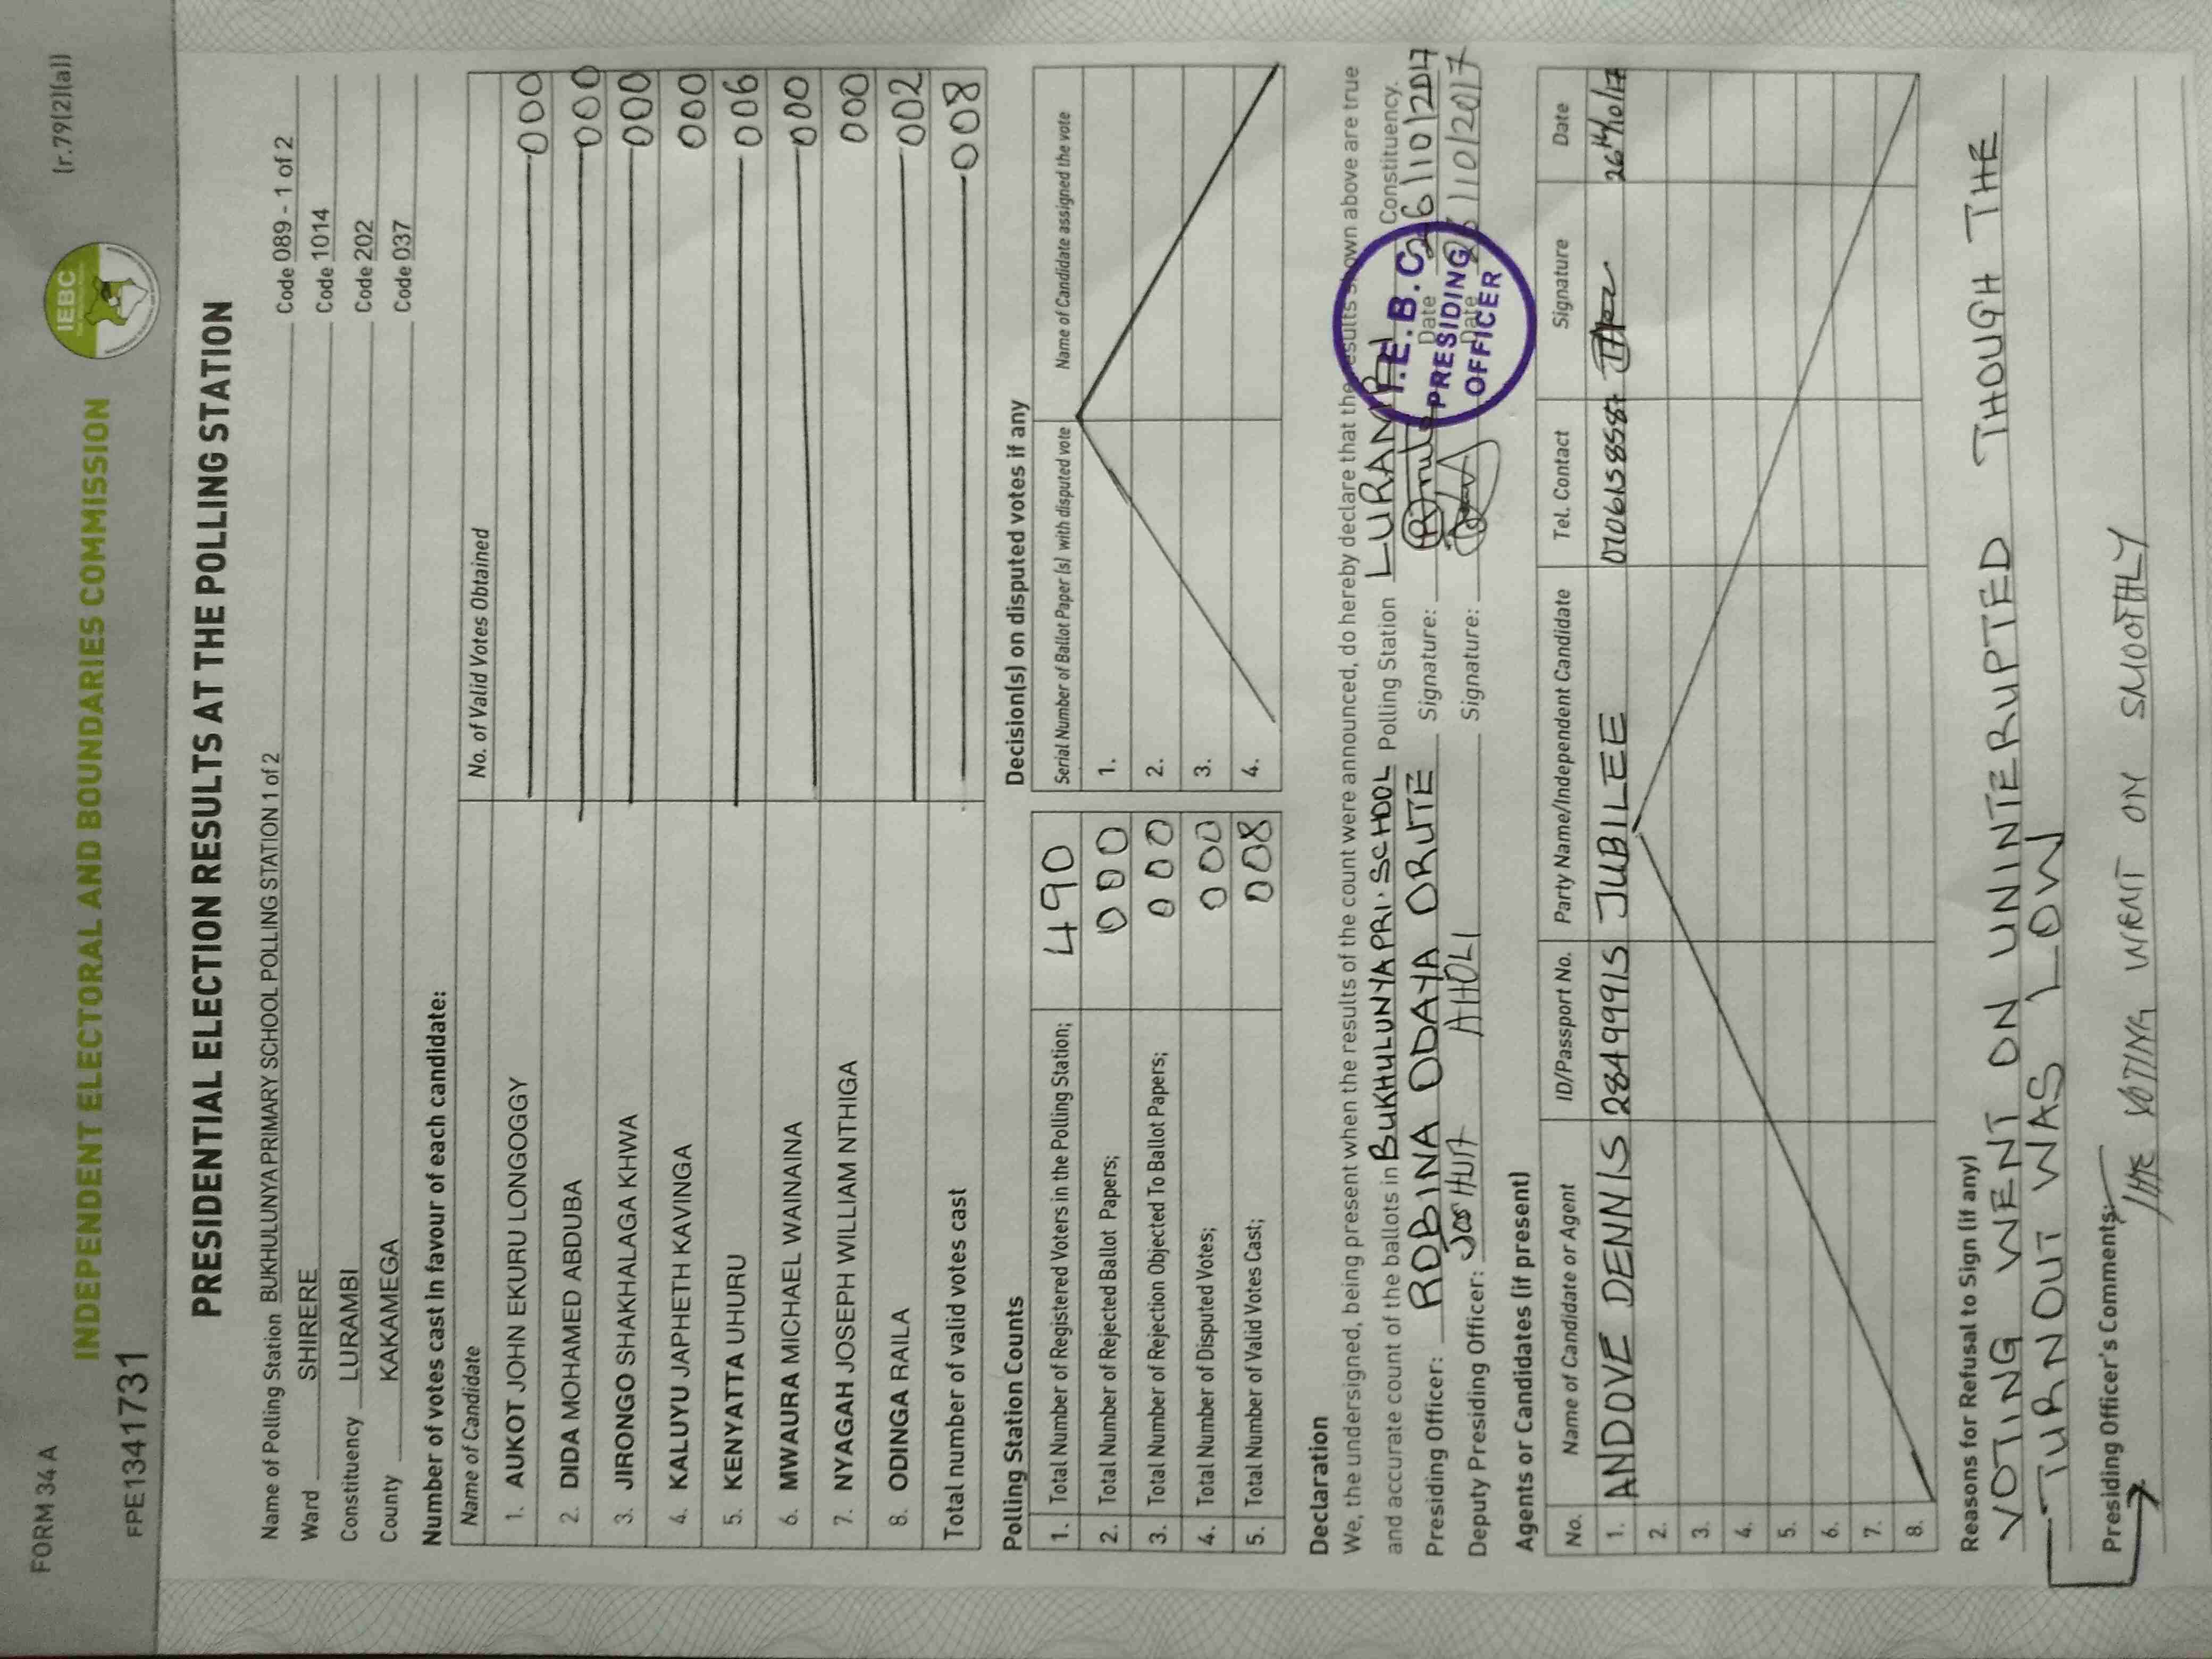 FORM 34 A
(r.79(2)(a))
IEBC
INDEPENDENT ELECTORAL AND BOUNDARIES COMMISSION
FPE1341731
PRESIDENTIAL ELECTION RESULTS AT THE POLLING STATION
Name of Polling Station BUKHULUNYA PRIMARY SCHOOL POLLING STATION 1 of 2 Code 089 - 1 of 2
Ward SHIRERE Code 1014
Constituency LURAMBI Code 202
County KAKAMEGA Code 037
Number of votes cast in favour of each candidate:
Name of Candidate No. of Valid Votes Obtained
1. AUKOT JOHN EKURU LONGOGGY 000
2. DIDA MOHAMED ABDUBA 000
3. JIRONGO SHAKHALAGA KHWA 000
4. KALUYU JAPHETH KAVINGA 000
5. KENYATTA UHURU 006
6. MWAURA MICHAEL WAINAINA 000
7. NYAGAH JOSEPH WILLIAM NTHIGA 000
8. ODINGA RAILA 002
Total number of valid votes cast 008
Polling Station Counts
1. Total Number of Registered Voters in the Polling Station; 490
2. Total Number of Rejected Ballot Papers; 000
3. Total Number of Rejection Objected To Ballot Papers; 000
4. Total Number of Disputed Votes; 000
5. Total Number of Valid Votes Cast; 008
Decision(s) on disputed votes if any
Serial Number of Ballot Paper (s) with disputed vote Name of Candidate assigned the vote
1.
2.
3.
4.
Declaration
We, the undersigned, being present when the results of the count were announced, do hereby declare that the results shown above are true
and accurate count of the ballots in BUKHULUNYA PRI. SCHOOL Polling Station LURAMBI Constituency.
Presiding Officer: ROBINA ODAYA ORUTE Signature: Date 26/10/2017
Deputy Presiding Officer: JOSHUA AHOLI Signature: Date 26/10/2017
I.E.B.C.
PRESIDING
OFFICER
Agents or Candidates (if present)
No. Name of Candidate or Agent ID/Passport No. Party Name/Independent Candidate Tel. Contact Signature Date
1. ANDOVE DENNIS 28499915 JUBILEE 0706158587 26th/10/17
2.
3.
4.
5.
6.
7.
8.
Reasons for Refusal to Sign (if any)
VOTING WENT ON UNINTERUPTED THOUGH THE
TURNOUT WAS LOW
Presiding Officer's Comments:
THE VOTING WENT ON SMOOTHLY